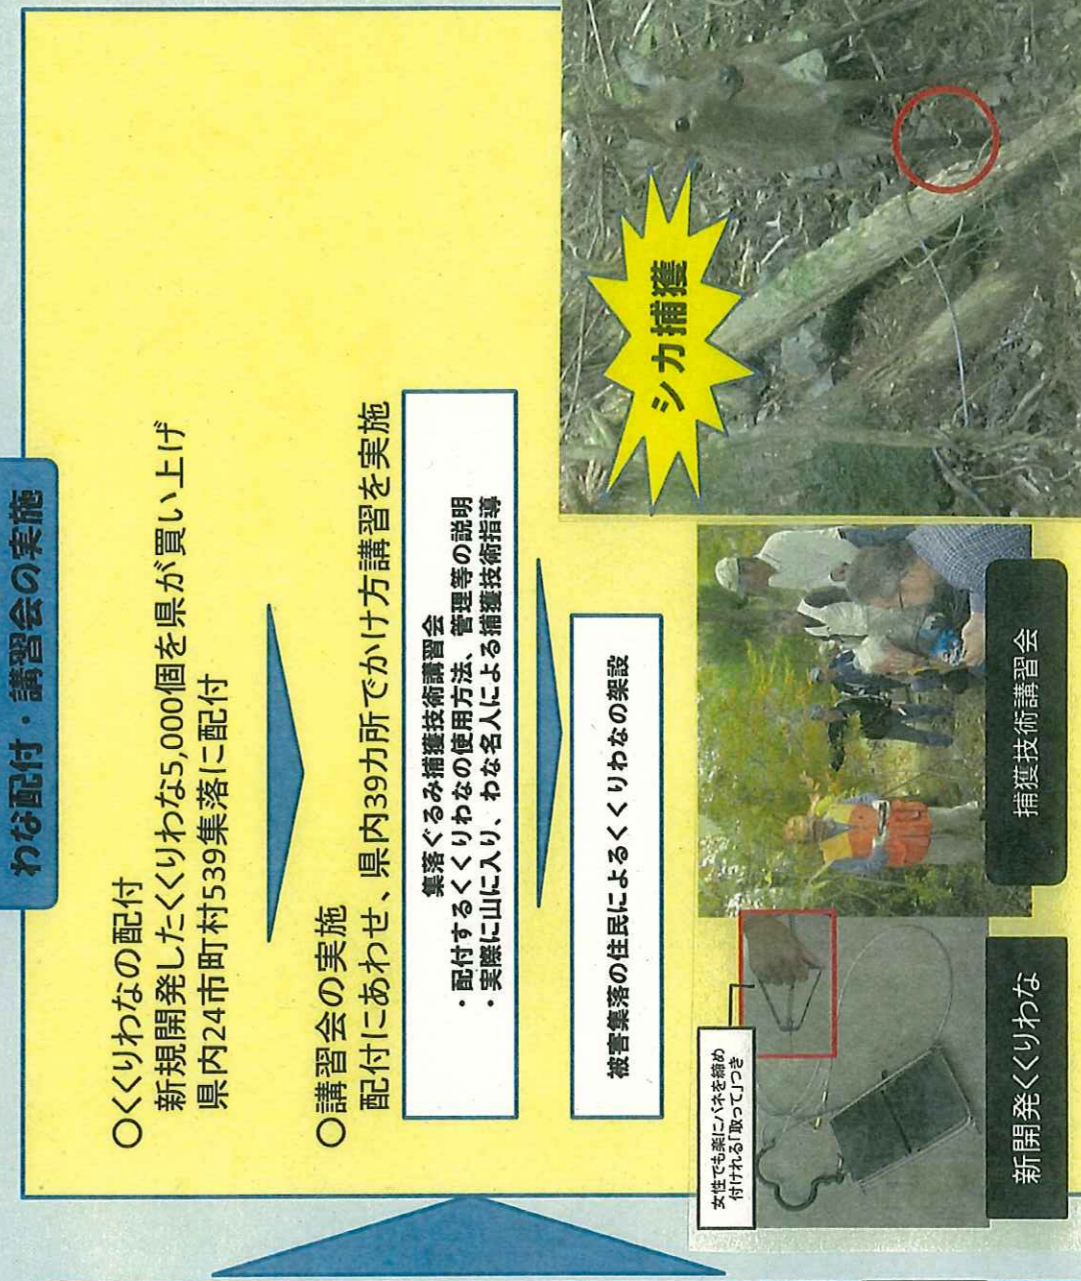 わな配付・講習会の実施
○くくりわなの配付
新規開発したくくりわな5,000個を県が買い上げ
県内24市町村539集落に配付
○講習会の実施
配付にあわせ、県内39カ所でかけ方講習を実施
集落ぐるみ捕獲技術講習会
・配付するくくりわなの使用方法、管理等の説明
・実際に山に入り、わな名人による捕獲技術指導
被害集落の住民によるくくりわなの架設
女性でも楽にバネを締め
付けれる「取って」つき
新開発くくりわな
捕獲技術講習会
シカ捕獲